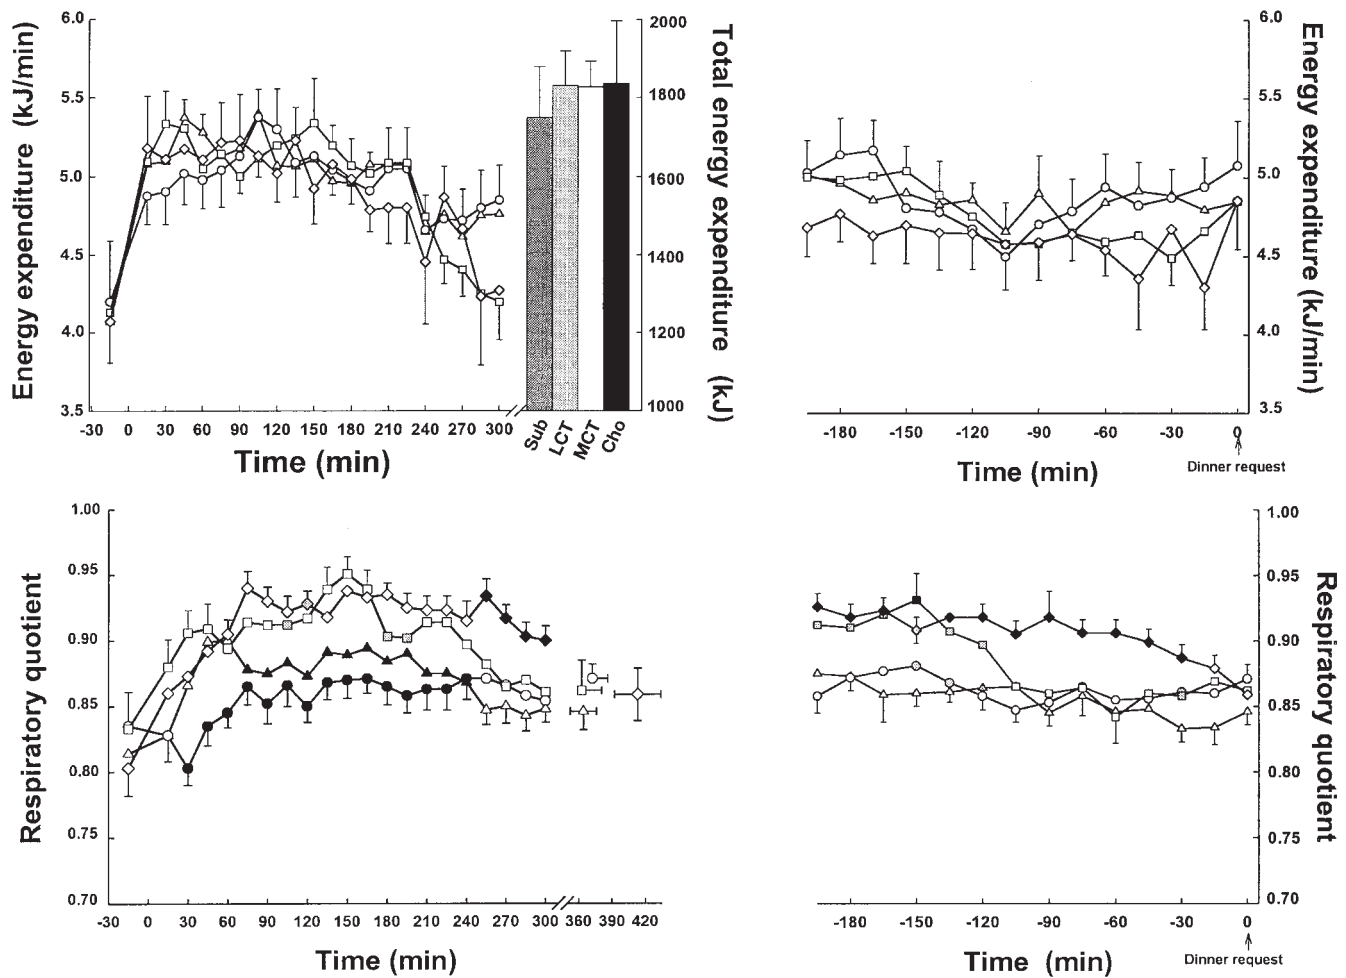 Energy expenditure (kJ/min)
6.0
5.5
5.0
4.5
4.0
3.5
-30 0 30 60 90 120 150 180 210 240 270 300
Time (min)
Sub
LCT
MCT
Cho
2000
1800
1600
1400
1200
1000
Total energy expenditure (kJ)
6.0
5.5
5.0
4.5
4.0
3.5
Energy expenditure (kJ/min)
-180 -150 -120 -90 -60 -30 0
Time (min)
Dinner request
Respiratory quotient
1.00
0.95
0.90
0.85
0.80
0.75
0.70
-30 0 30 60 90 120 150 180 210 240 270 300 360 390 420
Time (min)
1.00
0.95
0.90
0.85
0.80
0.75
0.70
Respiratory quotient
-180 -150 -120 -90 -60 -30 0
Time (min)
Dinner request